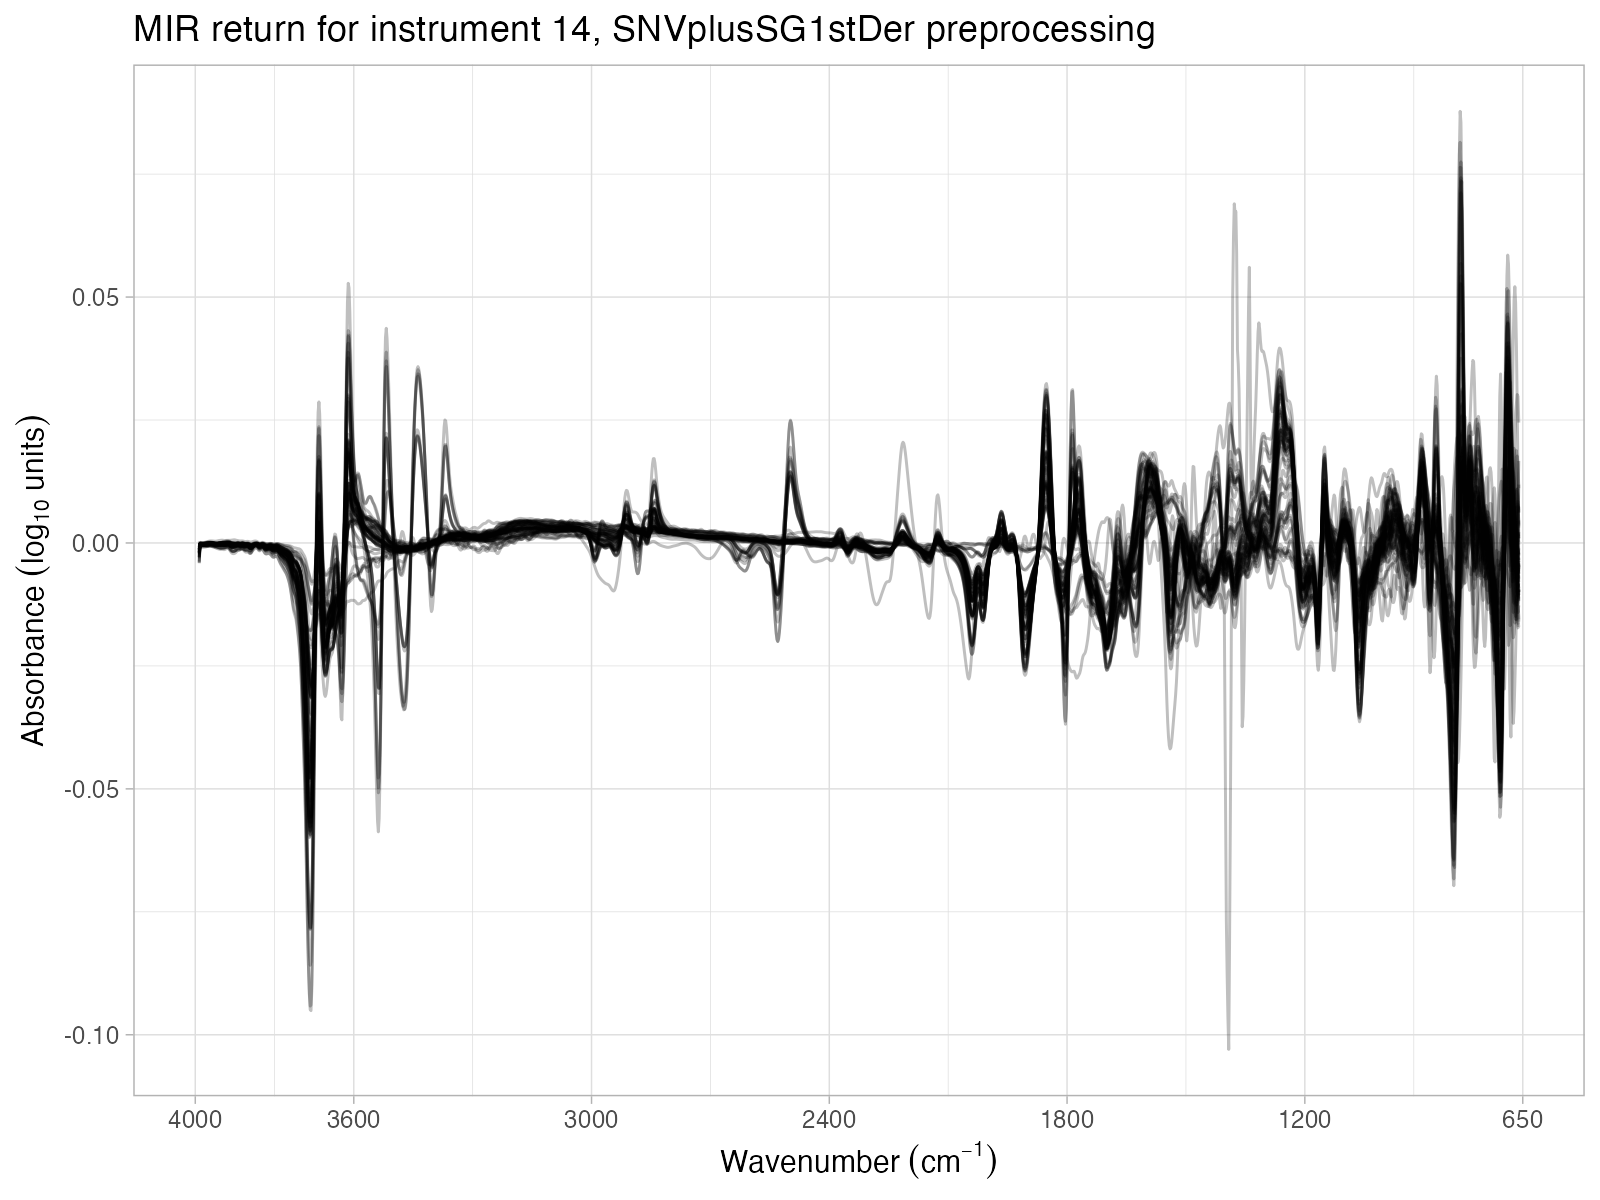 MIR return for instrument 14, SNVplusSG1stDer preprocessing
Absorbance (log₁₀ units)
0.05
0.00
-0.05
-0.10
4000 3600 3000 2400 1800 1200 650
Wavenumber (cm⁻¹)